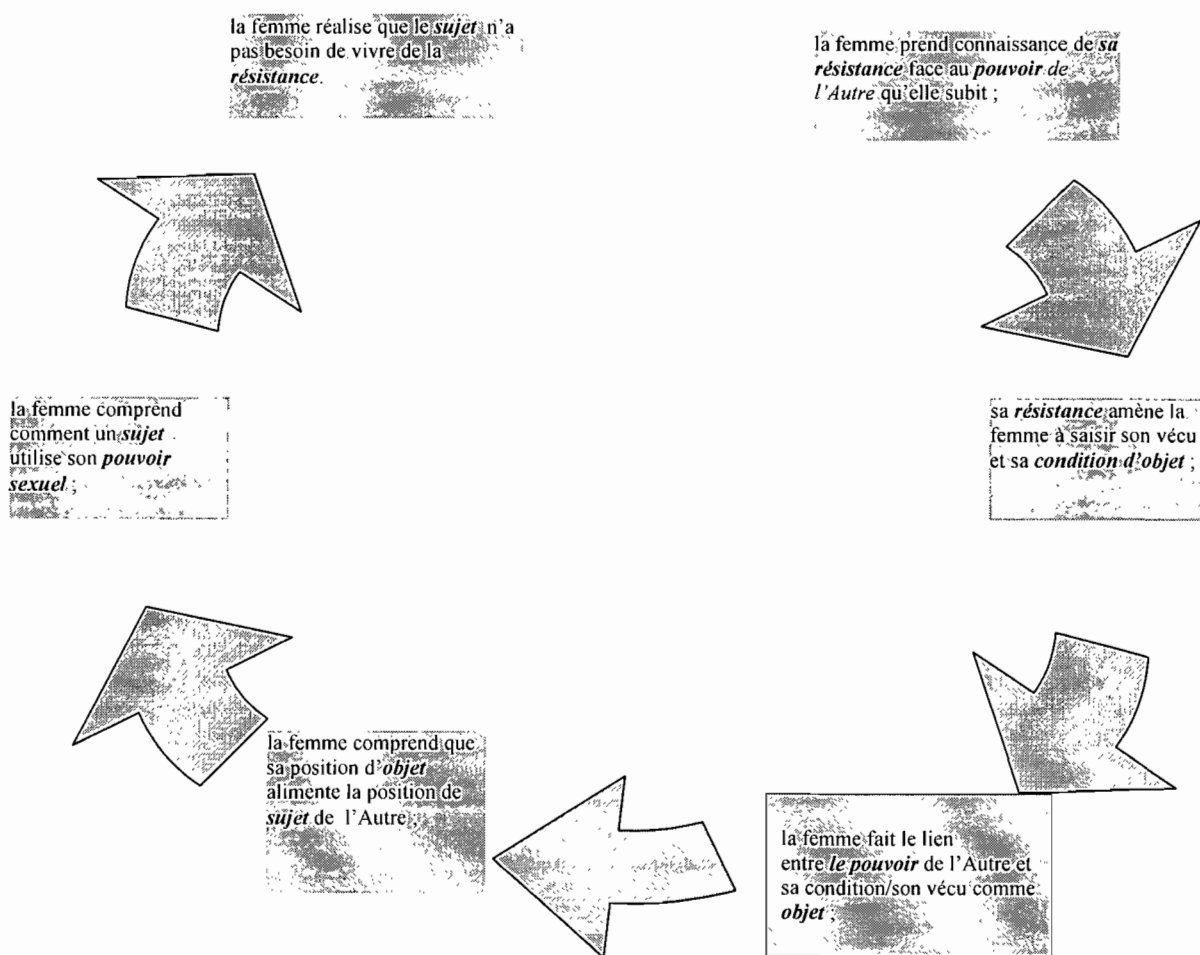 la femme réalise que le sujet n'a
pas besoin de vivre de la
résistance.
la femme prend connaissance de sa
résistance face au pouvoir de
l'Autre qu'elle subit ;
sa résistance amène la
femme à saisir son vécu
et sa condition d'objet ;
la femme fait le lien
entre le pouvoir de l'Autre et
sa condition/son vécu comme
objet ;
la femme comprend que
sa position d'objet
alimente la position de
sujet de l'Autre ;
la femme comprend
comment un sujet
utilise son pouvoir
sexuel ;